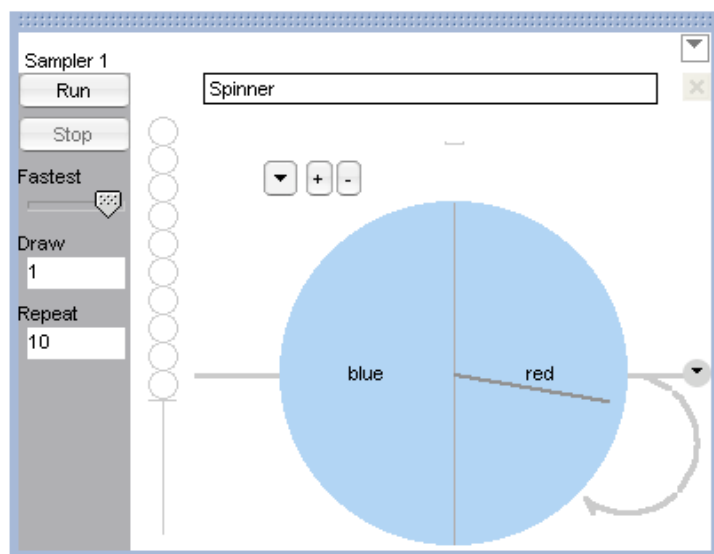 Sampler 1
Run
Spinner
Stop
Fastest
+ -
Draw
1
Repeat
10
blue red